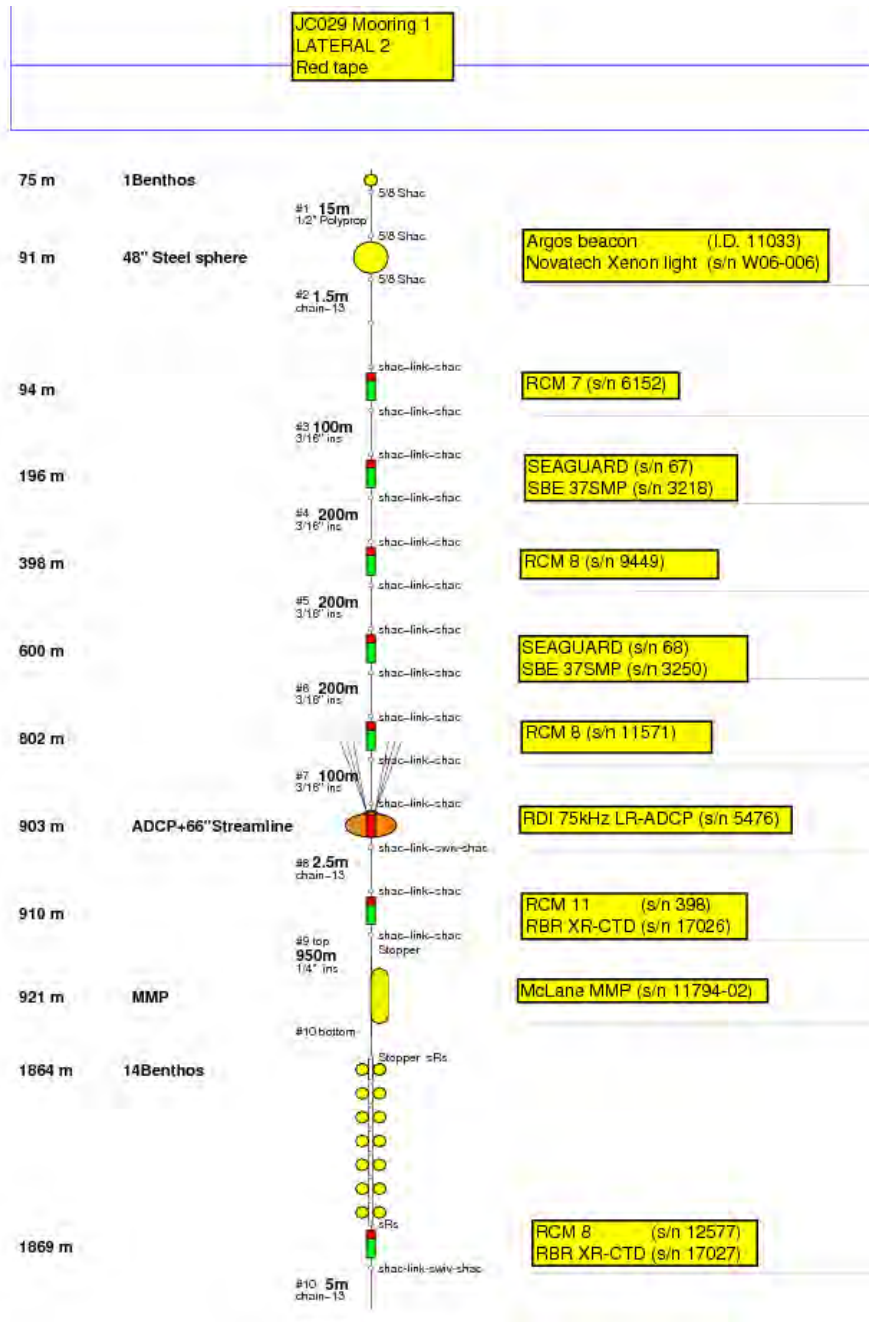 JC029 Mooring 1
LATERAL 2
Red tape
75 m 1Benthos
5/8 Shac
#1 15m
1/2" Polyprop
5/8 Shac
91 m 48" Steel sphere
Argos beacon (I.D. 11033)
Novatech Xenon light (s/n W06-006)
5/8 Shac
#2 1.5m
chain-13
shac-link-shac
94 m RCM 7 (s/n 6152)
shac-link-shac
#3 100m
3/16" ins
shac-link-shac
196 m SEAGUARD (s/n 67)
SBE 37SMP (s/n 3218)
shac-link-shac
#4 200m
3/16" ins
shac-link-shac
398 m RCM 8 (s/n 9449)
shac-link-shac
#5 200m
3/16" ins
shac-link-shac
600 m SEAGUARD (s/n 68)
SBE 37SMP (s/n 3250)
shac-link-shac
#6 200m
3/16" ins
shac-link-shac
802 m RCM 8 (s/n 11571)
shac-link-shac
#7 100m
3/16" ins
shac-link-shac
903 m ADCP+66"Streamline RDI 75kHz LR-ADCP (s/n 5476)
shac-link-swiv-shac
#8 2.5m
chain-13
shac-link-shac
910 m RCM 11 (s/n 398)
RBR XR-CTD (s/n 17026)
shac-link-shac
#9 top Stopper
950m
1/4" ins
921 m MMP McLane MMP (s/n 11794-02)
#10 bottom
Stopper sRs
1864 m 14Benthos
sRs
1869 m RCM 8 (s/n 12577)
RBR XR-CTD (s/n 17027)
shac-link-swiv-shac
#10 5m
chain-13